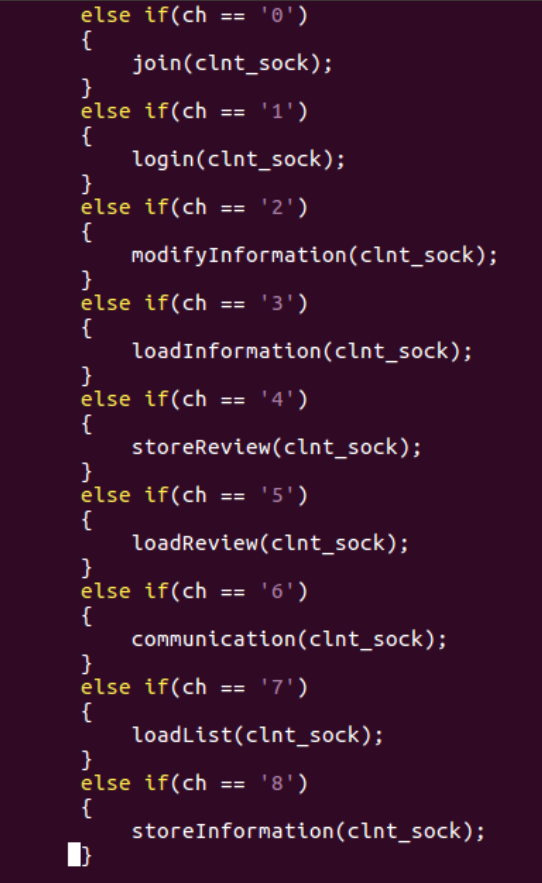 else if(ch == '0')
{
join(clnt_sock);
}
else if(ch == '1')
{
login(clnt_sock);
}
else if(ch == '2')
{
modifyInformation(clnt_sock);
}
else if(ch == '3')
{
loadInformation(clnt_sock);
}
else if(ch == '4')
{
storeReview(clnt_sock);
}
else if(ch == '5')
{
loadReview(clnt_sock);
}
else if(ch == '6')
{
communication(clnt_sock);
}
else if(ch == '7')
{
loadList(clnt_sock);
}
else if(ch == '8')
{
storeInformation(clnt_sock);
}